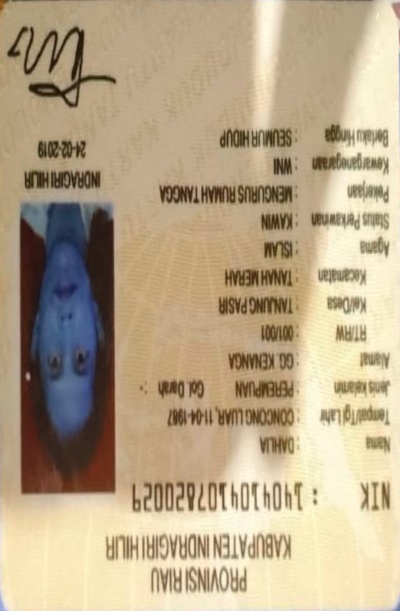 PROVINSI RIAU
KABUPATEN INDRAGIRI HILIR
NIK : 1404104107820029
Nama : DAHLIA
Tempat/Tgl Lahir : CONCONG LUAR, 11-04-1987
Jenis kelamin : PEREMPUAN Gol. Darah : -
Alamat : GG. KENANGA
RT/RW : 001/001
Kel/Desa : TANJUNG PASIR
Kecamatan : TANAH MERAH
Agama : ISLAM
Status Perkawinan : KAWIN
Pekerjaan : MENGURUS RUMAH TANGGA
Kewarganegaraan : WNI
Berlaku Hingga : SEUMUR HIDUP
INDRAGIRI HILIR
24-02-2019